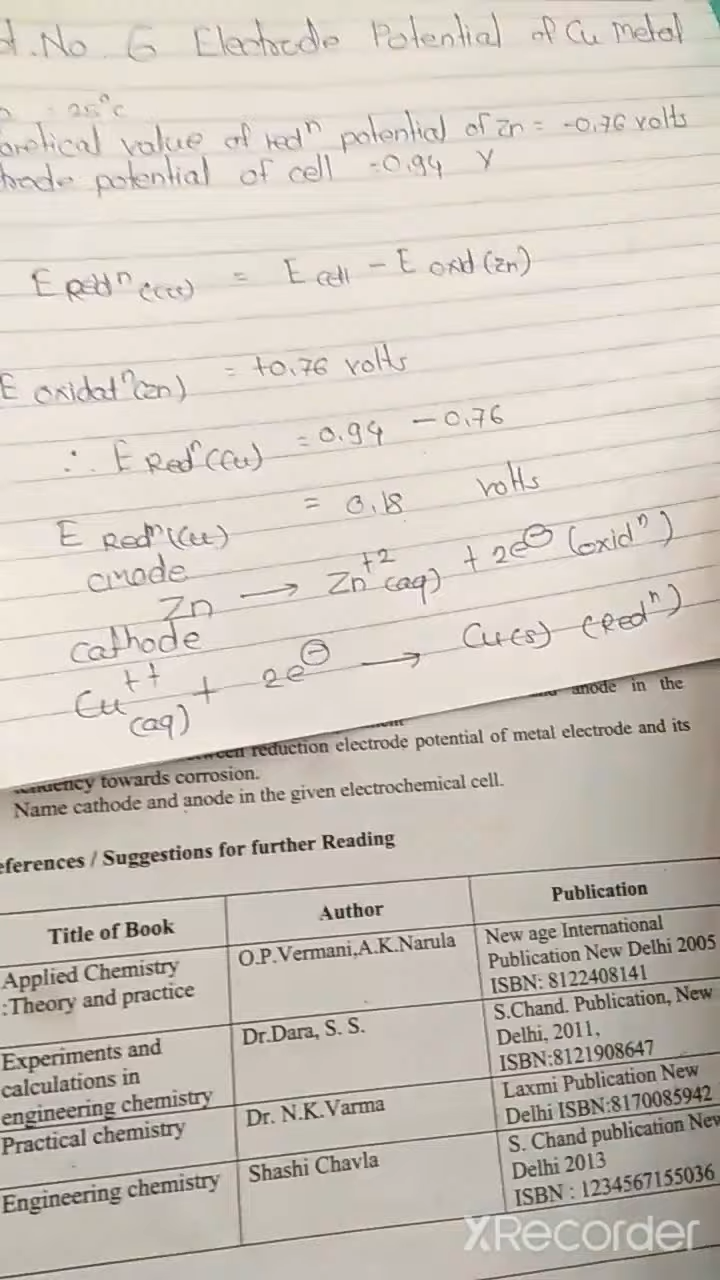 t.No 6 Electrode Potential of Cu Metal
25°c
oretical value of redⁿ potential of Zn = -0.76 volts
trode potential of cell -0.94 V
E Redⁿ (Cu) = E cell - E oxid (zn)
E oxidatⁿ(zn) = +0.76 volts
∴ E Redⁿ (Cu) = 0.94 - 0.76
E Redⁿ (Cu) = 0.18 volts
anode
Zn → Zn⁺² (aq) + 2e⊖ (oxidⁿ)
cathode
Cu⁺⁺ (aq) + 2e⊖ → Cu(s) (Redⁿ)
anode in the
reduction electrode potential of metal electrode and its
tendency towards corrosion.
Name cathode and anode in the given electrochemical cell.
eferences / Suggestions for further Reading
Title of Book Author Publication
Applied Chemistry :Theory and practice O.P.Vermani,A.K.Narula New age International Publication New Delhi 2005 ISBN: 8122408141
Experiments and calculations in engineering chemistry Dr.Dara, S. S. S.Chand. Publication, New Delhi, 2011, ISBN:8121908647
Practical chemistry Dr. N.K.Varma Laxmi Publication New Delhi ISBN:8170085942
Engineering chemistry Shashi Chavla S. Chand publication New Delhi 2013 ISBN : 1234567155036
XRecorder